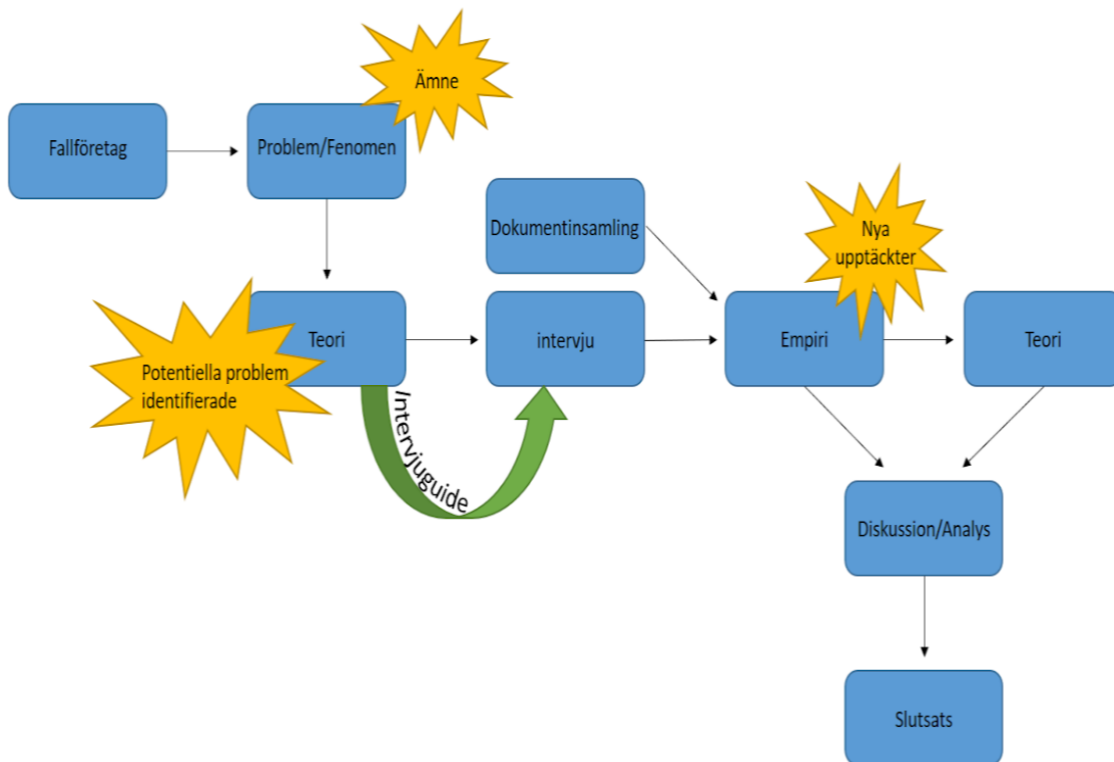 Ämne
Fallföretag
Problem/Fenomen
Dokumentinsamling
Nya
upptäckter
Potentiella problem
identifierade
Teori
intervju
Empiri
Teori
Intervjuguide
Diskussion/Analys
Slutsats